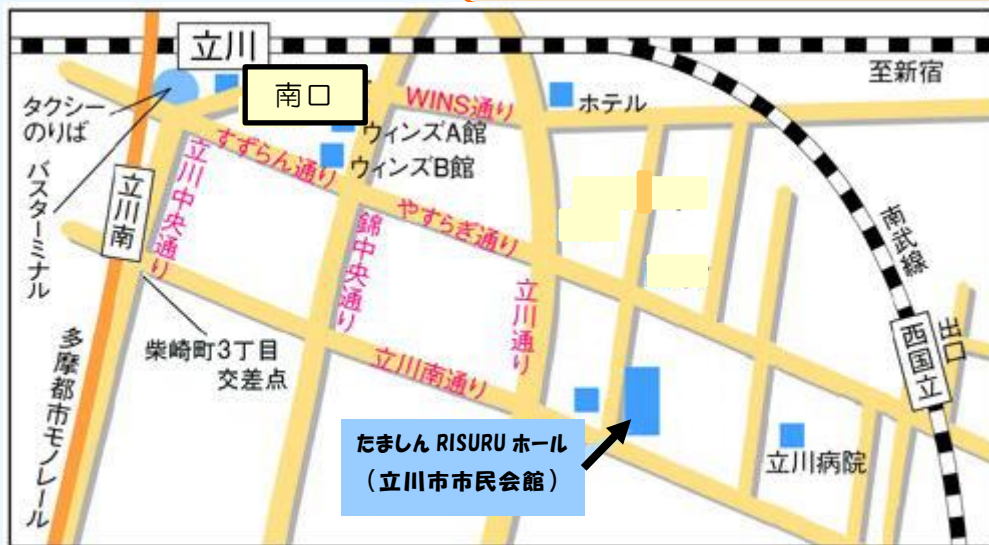 立川
至新宿
南口
タクシー
のりば
バスターミナル
WINS通り
ホテル
ウィンズA館
ウィンズB館
すずらん通り
立川南
立川中央通り
やすらぎ通り
錦中央通り
立川通り
南武線
西国立
出口
柴崎町3丁目
交差点
立川南通り
多摩都市モノレール
たましん RISURU ホール
(立川市市民会館)
立川病院